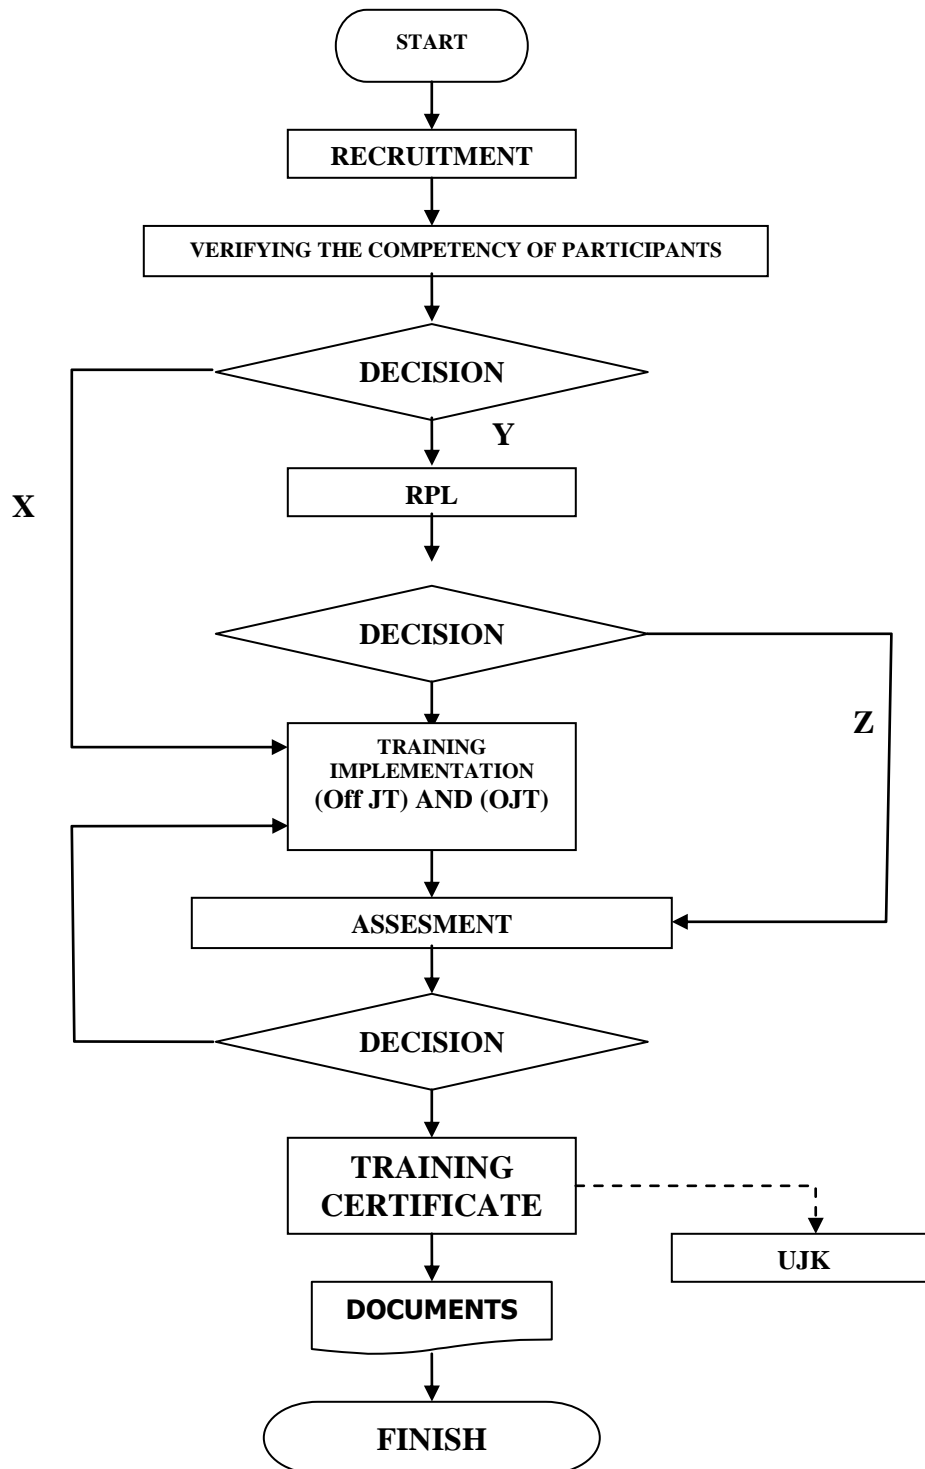 START
RECRUITMENT
VERIFYING THE COMPETENCY OF PARTICIPANTS
DECISION
Y
X
RPL
DECISION
Z
TRAINING
IMPLEMENTATION
(Off JT) AND (OJT)
ASSESMENT
DECISION
TRAINING
CERTIFICATE
UJK
DOCUMENTS
FINISH